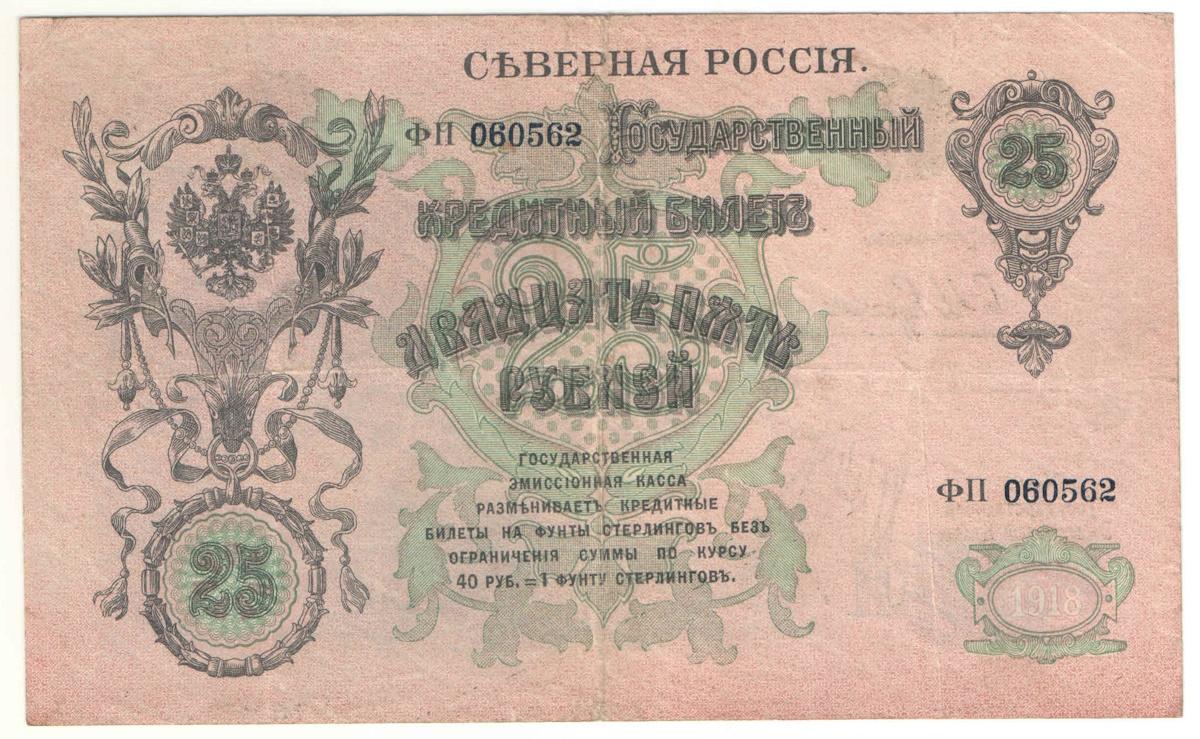 СѢВЕРНАЯ РОССІЯ.
ФП 060562 ГОСУДАРСТВЕННЫЙ
25
КРЕДИТНЫЙ БИЛЕТЪ
25
ДВАДЦАТЬ ПЯТЬ
РУБЛЕЙ
ГОСУДАРСТВЕННАЯ
ЭМИССІОННАЯ КАССА
РАЗМѢНИВАЕТЪ КРЕДИТНЫЕ
БИЛЕТЫ НА ФУНТЫ СТЕРЛИНГОВЪ БЕЗЪ
ОГРАНИЧЕНІЯ СУММЫ ПО КУРСУ
40 РУБ. = 1 ФУНТУ СТЕРЛИНГОВЪ.
ФП 060562
25
1918